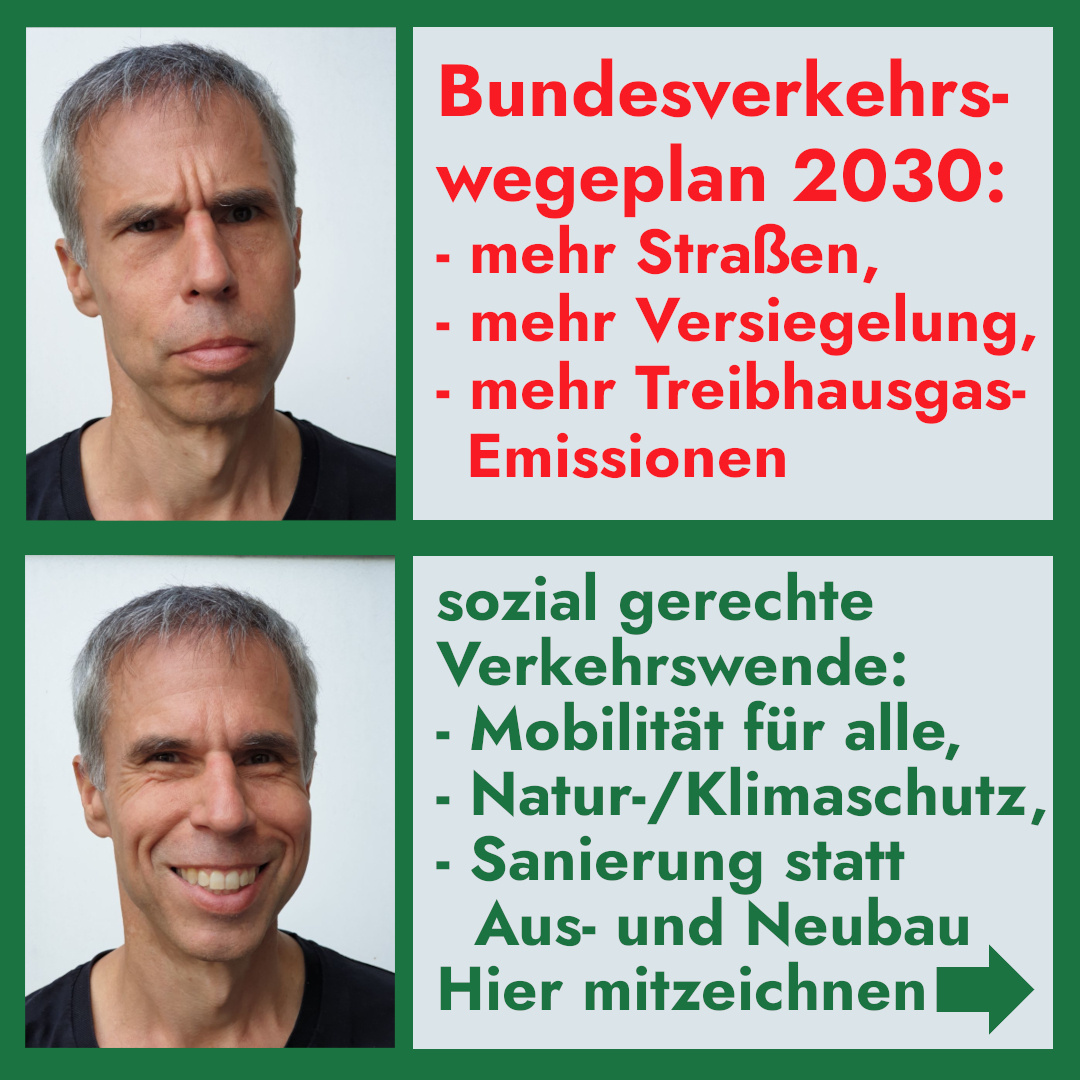 Bundesverkehrs-
wegeplan 2030:
- mehr Straßen,
- mehr Versiegelung,
- mehr Treibhausgas-
Emissionen
sozial gerechte
Verkehrswende:
- Mobilität für alle,
- Natur-/Klimaschutz,
- Sanierung statt
Aus- und Neubau
Hier mitzeichnen